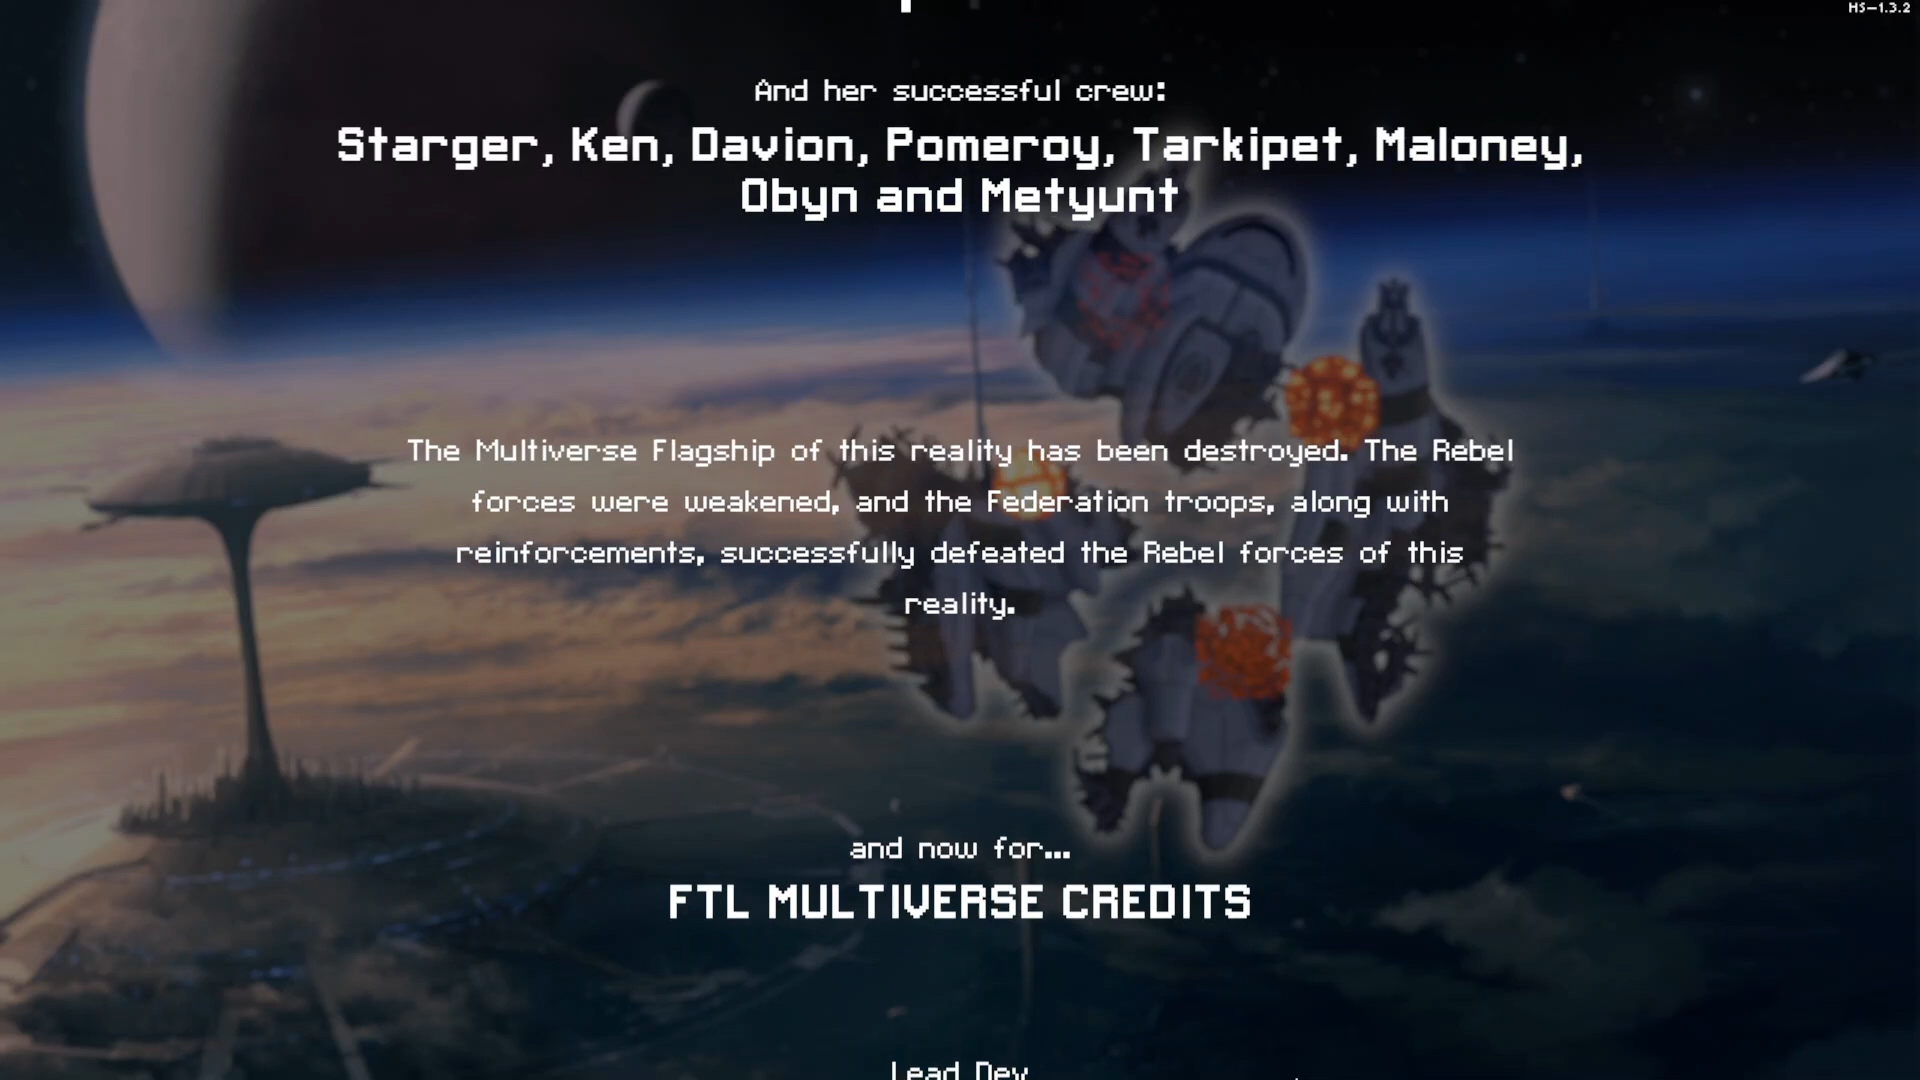 HS-1.3.2
And her successful crew:
Starger, Ken, Davion, Pomeroy, Tarkipet, Maloney,
Obyn and Metyunt
The Multiverse Flagship of this reality has been destroyed. The Rebel
forces were weakened, and the Federation troops, along with
reinforcements, successfully defeated the Rebel forces of this
reality.
and now for...
FTL MULTIVERSE CREDITS
Lead Dev